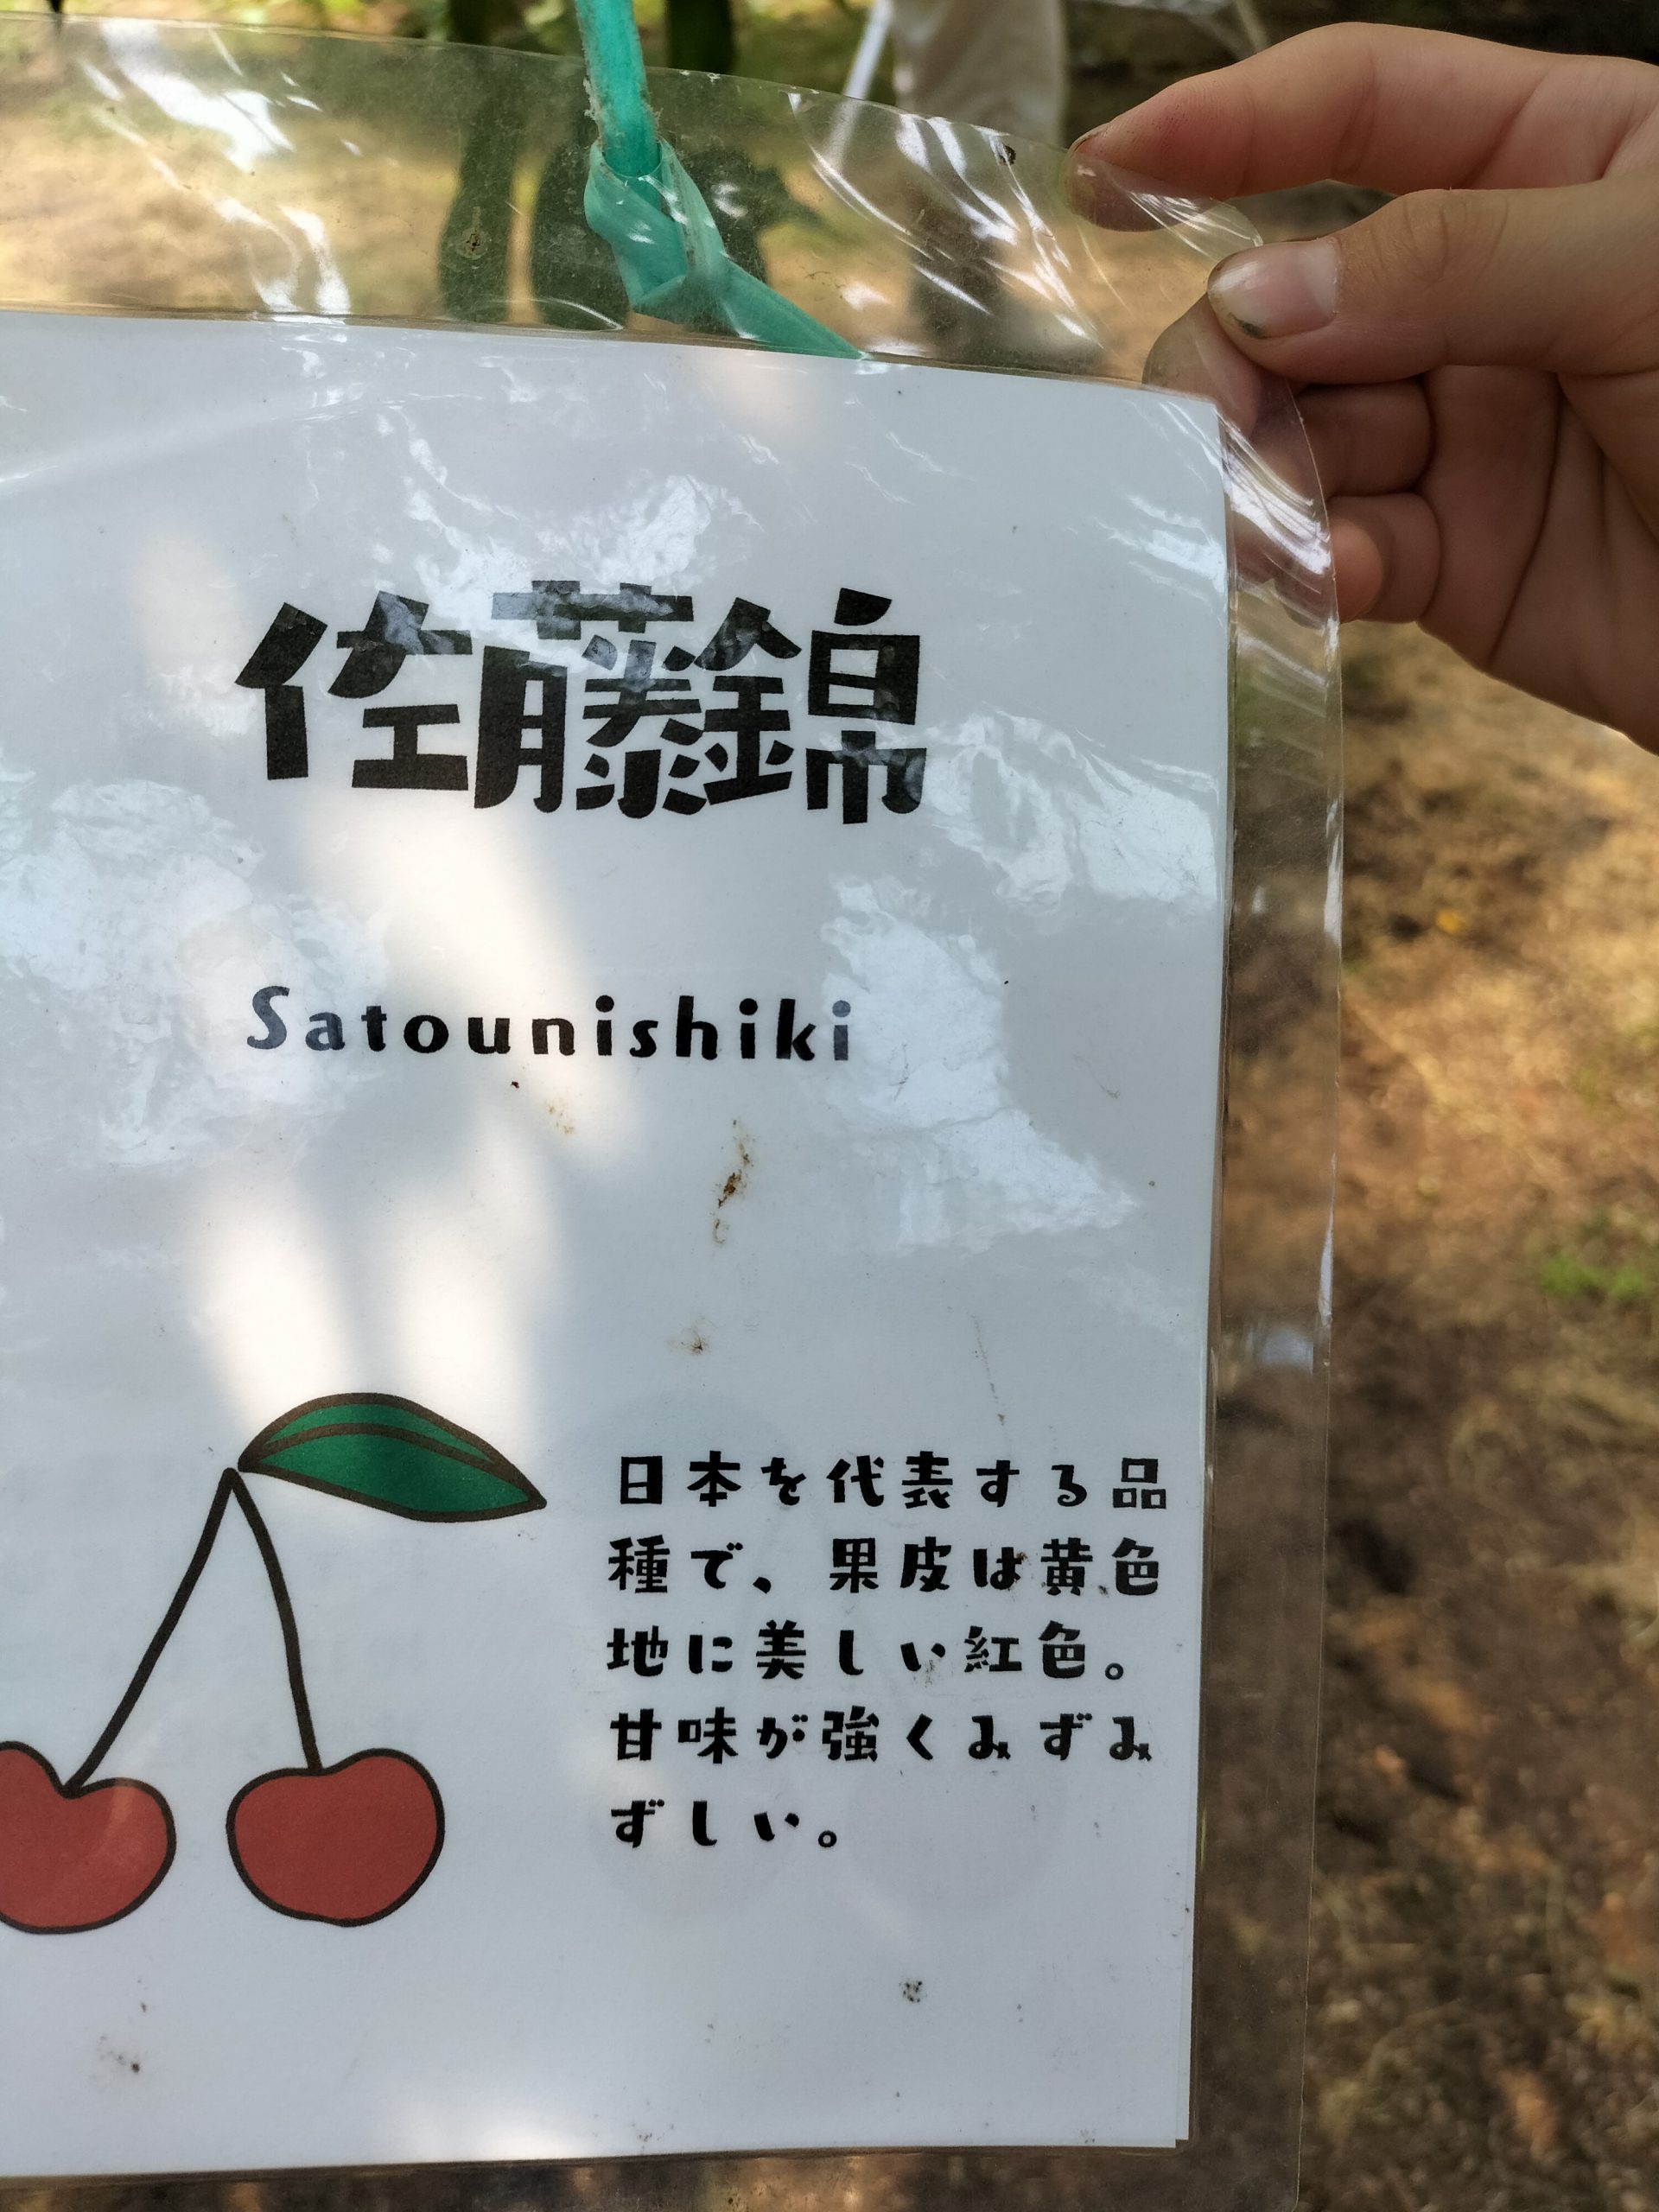 佐藤錦
Satounishiki
日本を代表する品
種で、果皮は黄色
地に美しい紅色。
甘味が強くみずみ
ずしい。